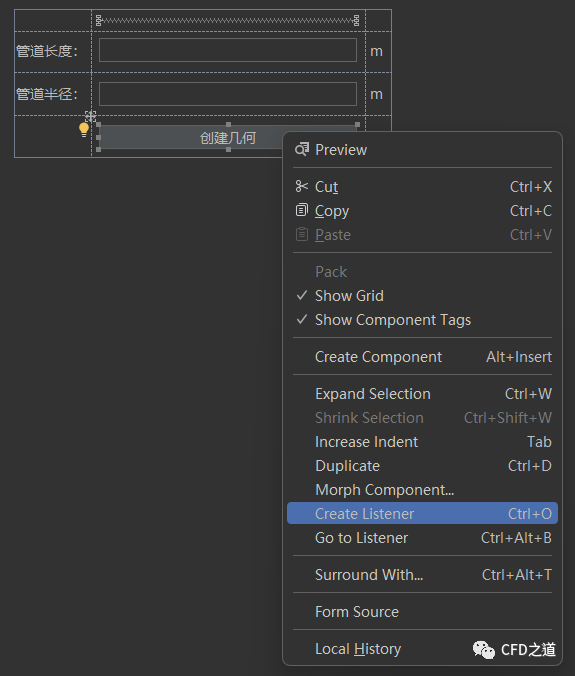 管道长度： m
管道半径： m
创建几何
Preview
Cut Ctrl+X
Copy Ctrl+C
Paste Ctrl+V
Pack
Show Grid
Show Component Tags
Create Component Alt+Insert
Expand Selection Ctrl+W
Shrink Selection Ctrl+Shift+W
Increase Indent Tab
Duplicate Ctrl+D
Morph Component...
Create Listener Ctrl+O
Go to Listener Ctrl+Alt+B
Surround With... Ctrl+Alt+T
Form Source
Local History
CFD之道